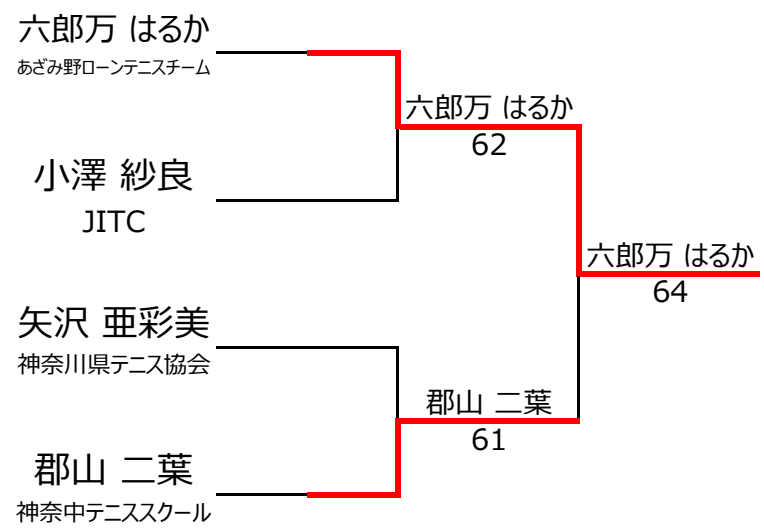 六郎万 はるか
あざみ野ローンテニスチーム
六郎万 はるか
62
小澤 紗良
JITC
六郎万 はるか
64
矢沢 亜彩美
神奈川県テニス協会
郡山 二葉
61
郡山 二葉
神奈中テニススクール